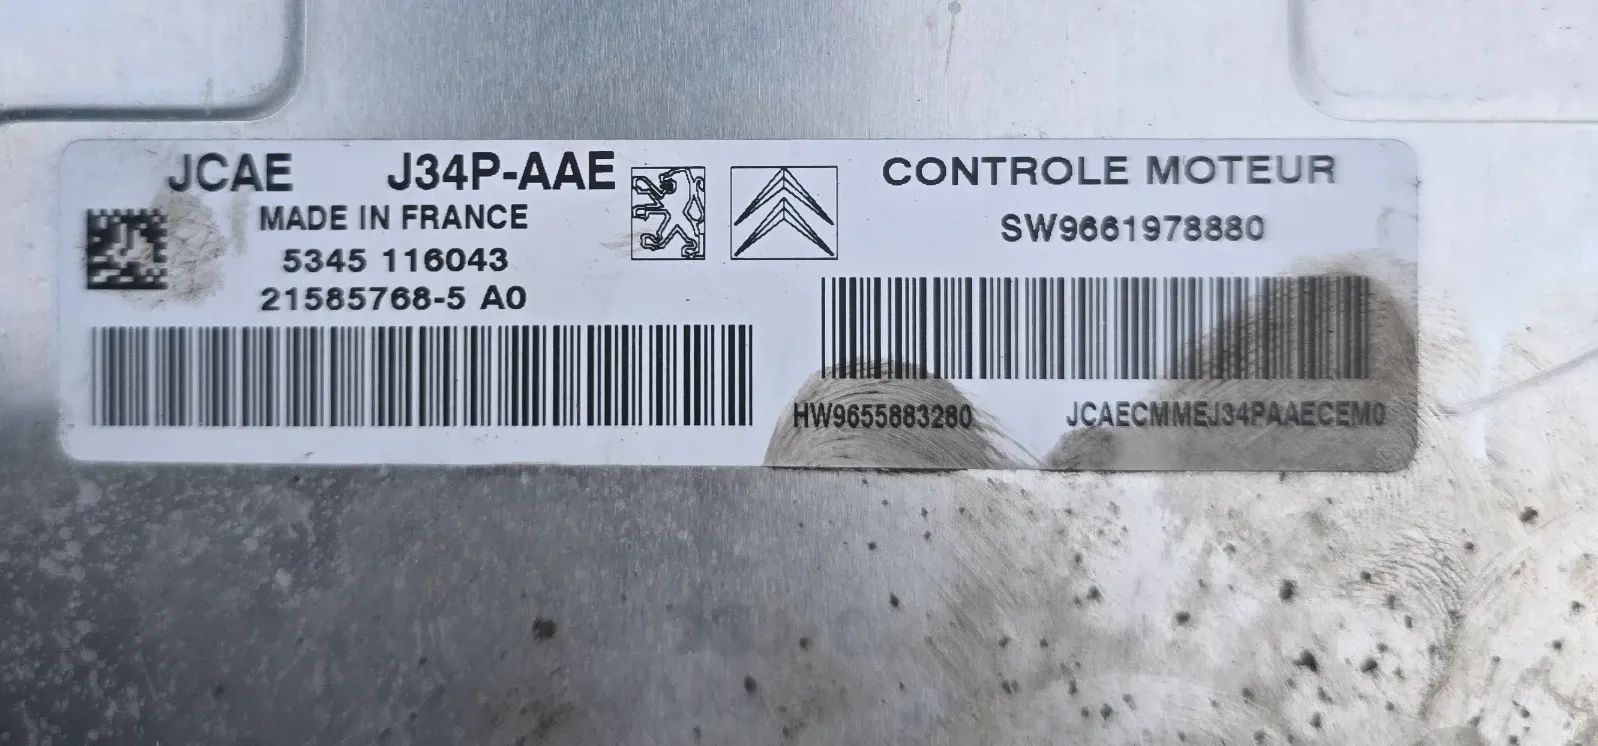 JCAE J34P-AAE
MADE IN FRANCE
5345 116043
21585768-5 A0
CONTROLE MOTEUR
SW9661978880
HW9655883280 JCAECMMEJ34PAAECEM0